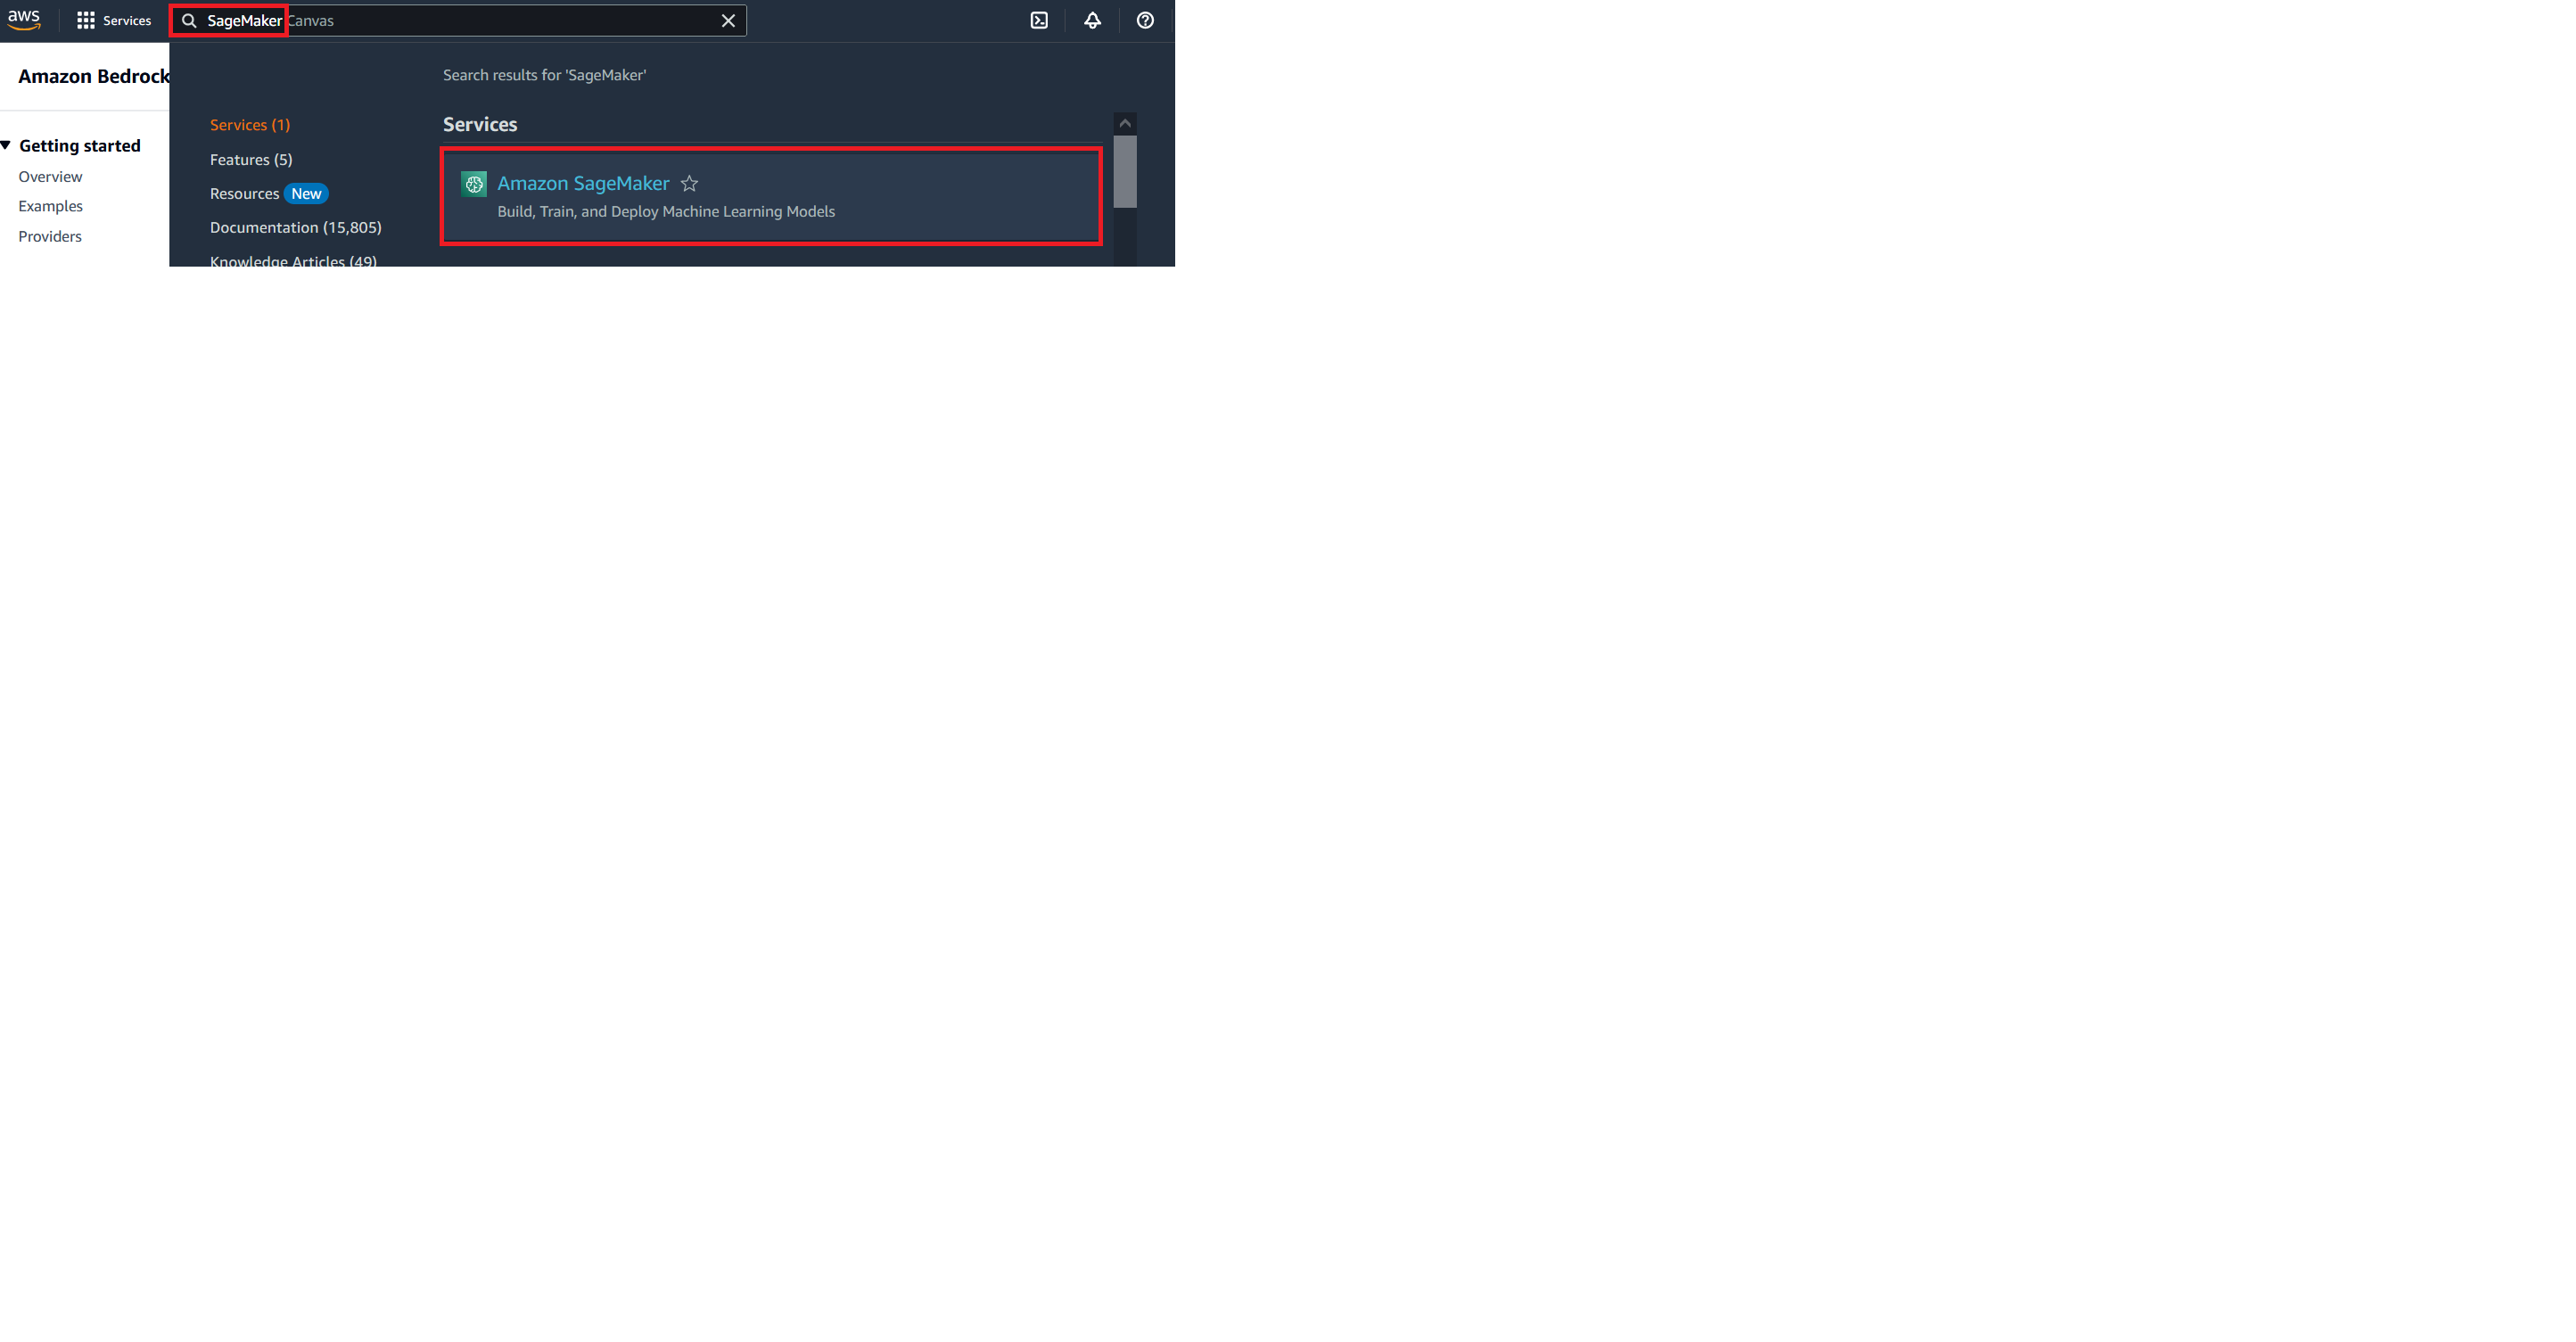 aws
Services
SageMaker Canvas
Amazon Bedrock
Getting started
Overview
Examples
Providers
Search results for 'SageMaker'
Services (1)
Features (5)
Resources New
Documentation (15,805)
Knowledge Articles (49)
Services
Amazon SageMaker
Build, Train, and Deploy Machine Learning Models